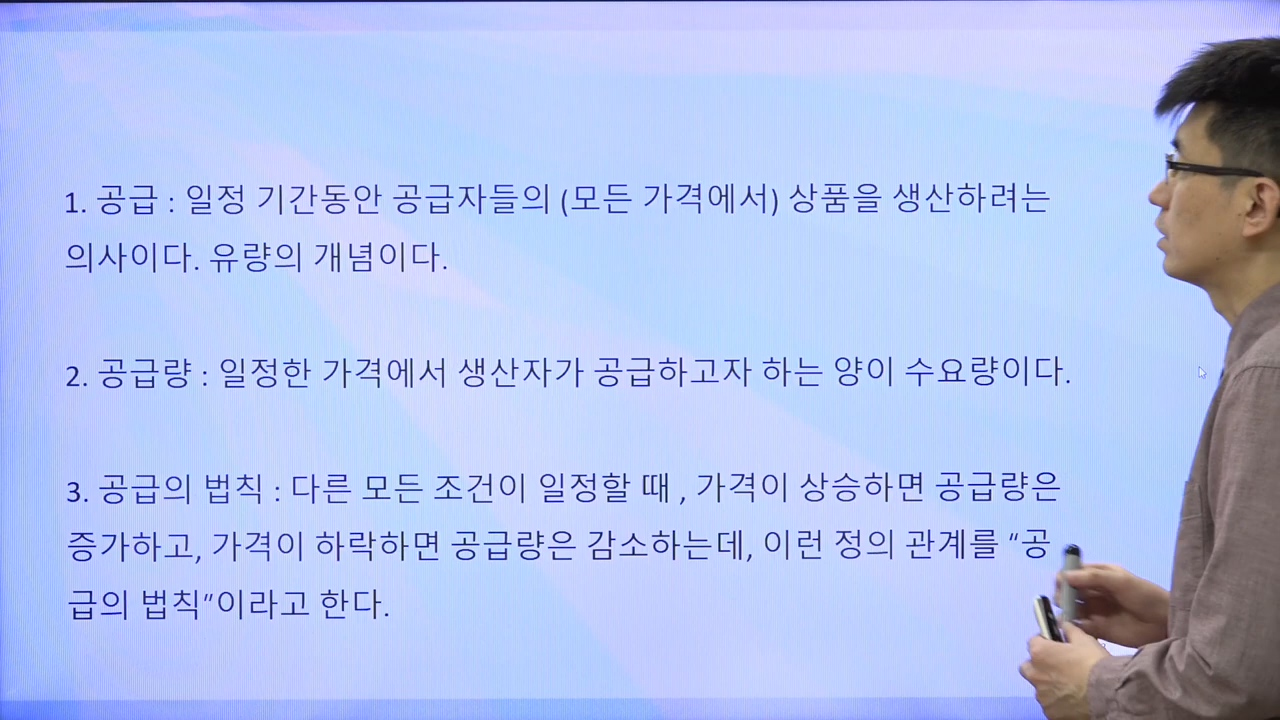 1. 공급 : 일정 기간동안 공급자들의 (모든 가격에서) 상품을 생산하려는
의사이다. 유량의 개념이다.
2. 공급량 : 일정한 가격에서 생산자가 공급하고자 하는 양이 수요량이다.
3. 공급의 법칙 : 다른 모든 조건이 일정할 때 , 가격이 상승하면 공급량은
증가하고, 가격이 하락하면 공급량은 감소하는데, 이런 정의 관계를 “공
급의 법칙”이라고 한다.